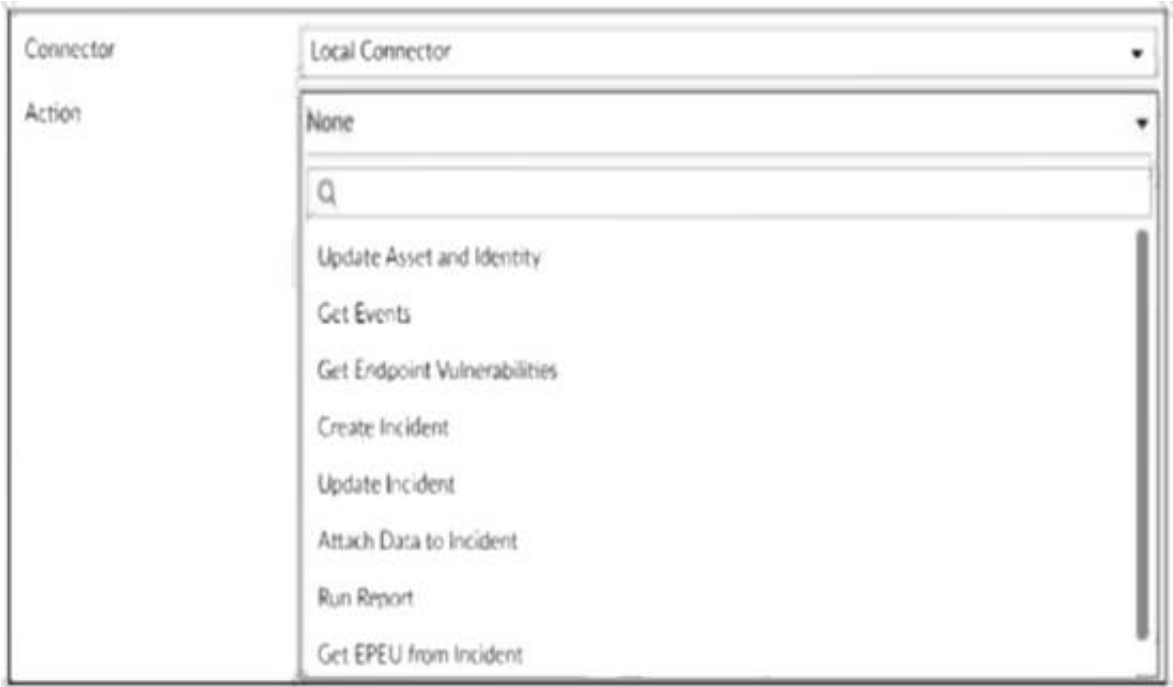 Connector
Local Connector
Action
None
Update Asset and Identity
Get Events
Get Endpoint Vulnerabilities
Create Incident
Update Incident
Attach Data to Incident
Run Report
Get EPEU from Incident